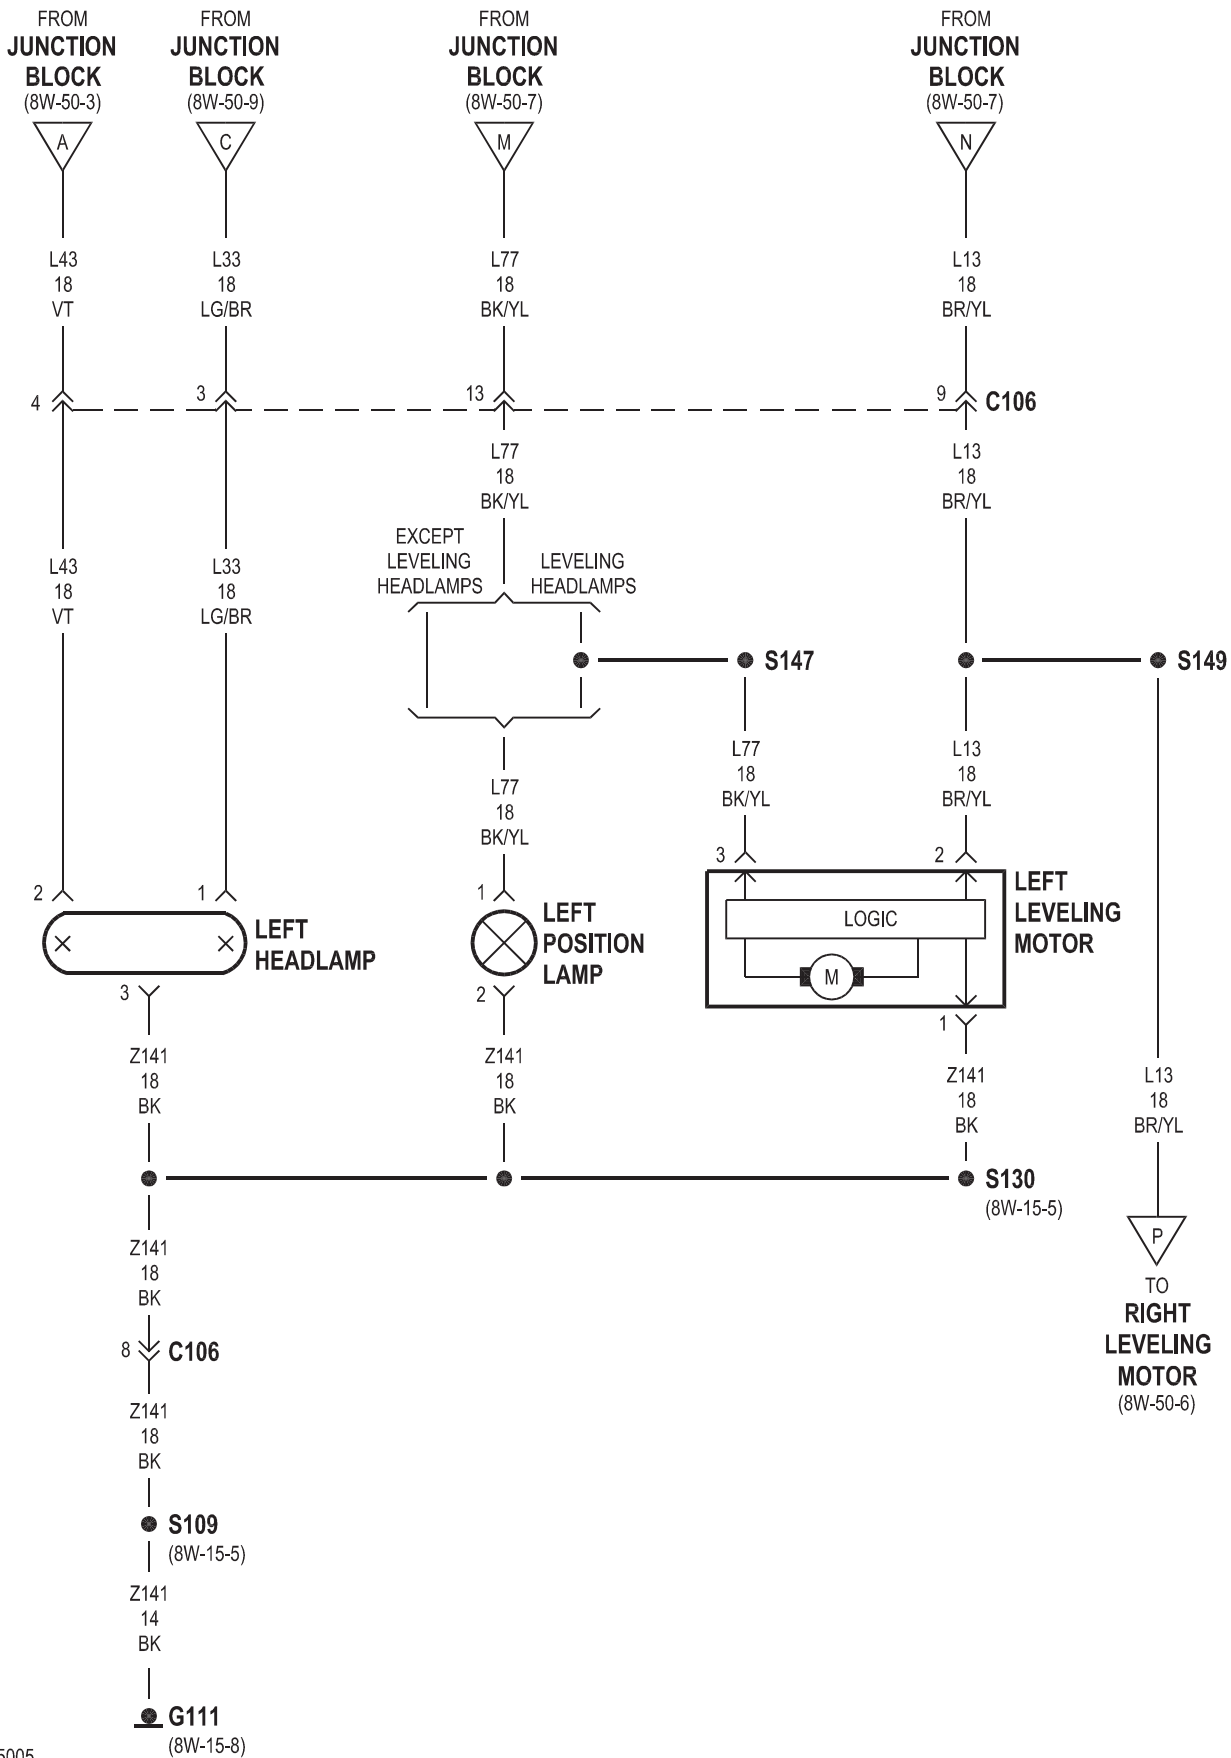 FROM
JUNCTION
BLOCK
(8W-50-3)
A
FROM
JUNCTION
BLOCK
(8W-50-9)
C
FROM
JUNCTION
BLOCK
(8W-50-7)
M
FROM
JUNCTION
BLOCK
(8W-50-7)
N
L43
18
VT
L33
18
LG/BR
L77
18
BK/YL
L13
18
BR/YL
4
3
13
9
C106
L77
18
BK/YL
L13
18
BR/YL
L43
18
VT
L33
18
LG/BR
EXCEPT
LEVELING
HEADLAMPS
LEVELING
HEADLAMPS
S147
S149
L77
18
BK/YL
L77
18
BK/YL
L13
18
BR/YL
2
1
LEFT
HEADLAMP
1
LEFT
POSITION
LAMP
3
2
LEFT
LEVELING
MOTOR
LOGIC
M
3
2
1
Z141
18
BK
Z141
18
BK
Z141
18
BK
L13
18
BR/YL
S130
(8W-15-5)
P
TO
RIGHT
LEVELING
MOTOR
(8W-50-6)
Z141
18
BK
8
C106
Z141
18
BK
S109
(8W-15-5)
Z141
14
BK
G111
(8W-15-8)